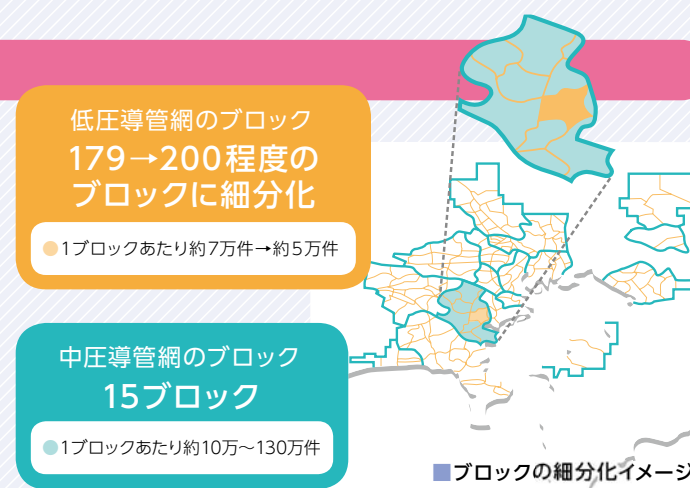 低圧導管網のブロック
179→200程度の
ブロックに細分化
●1ブロックあたり約7万件→約5万件
中圧導管網のブロック
15ブロック
●1ブロックあたり約10万〜130万件
■ブロックの細分化イメージ